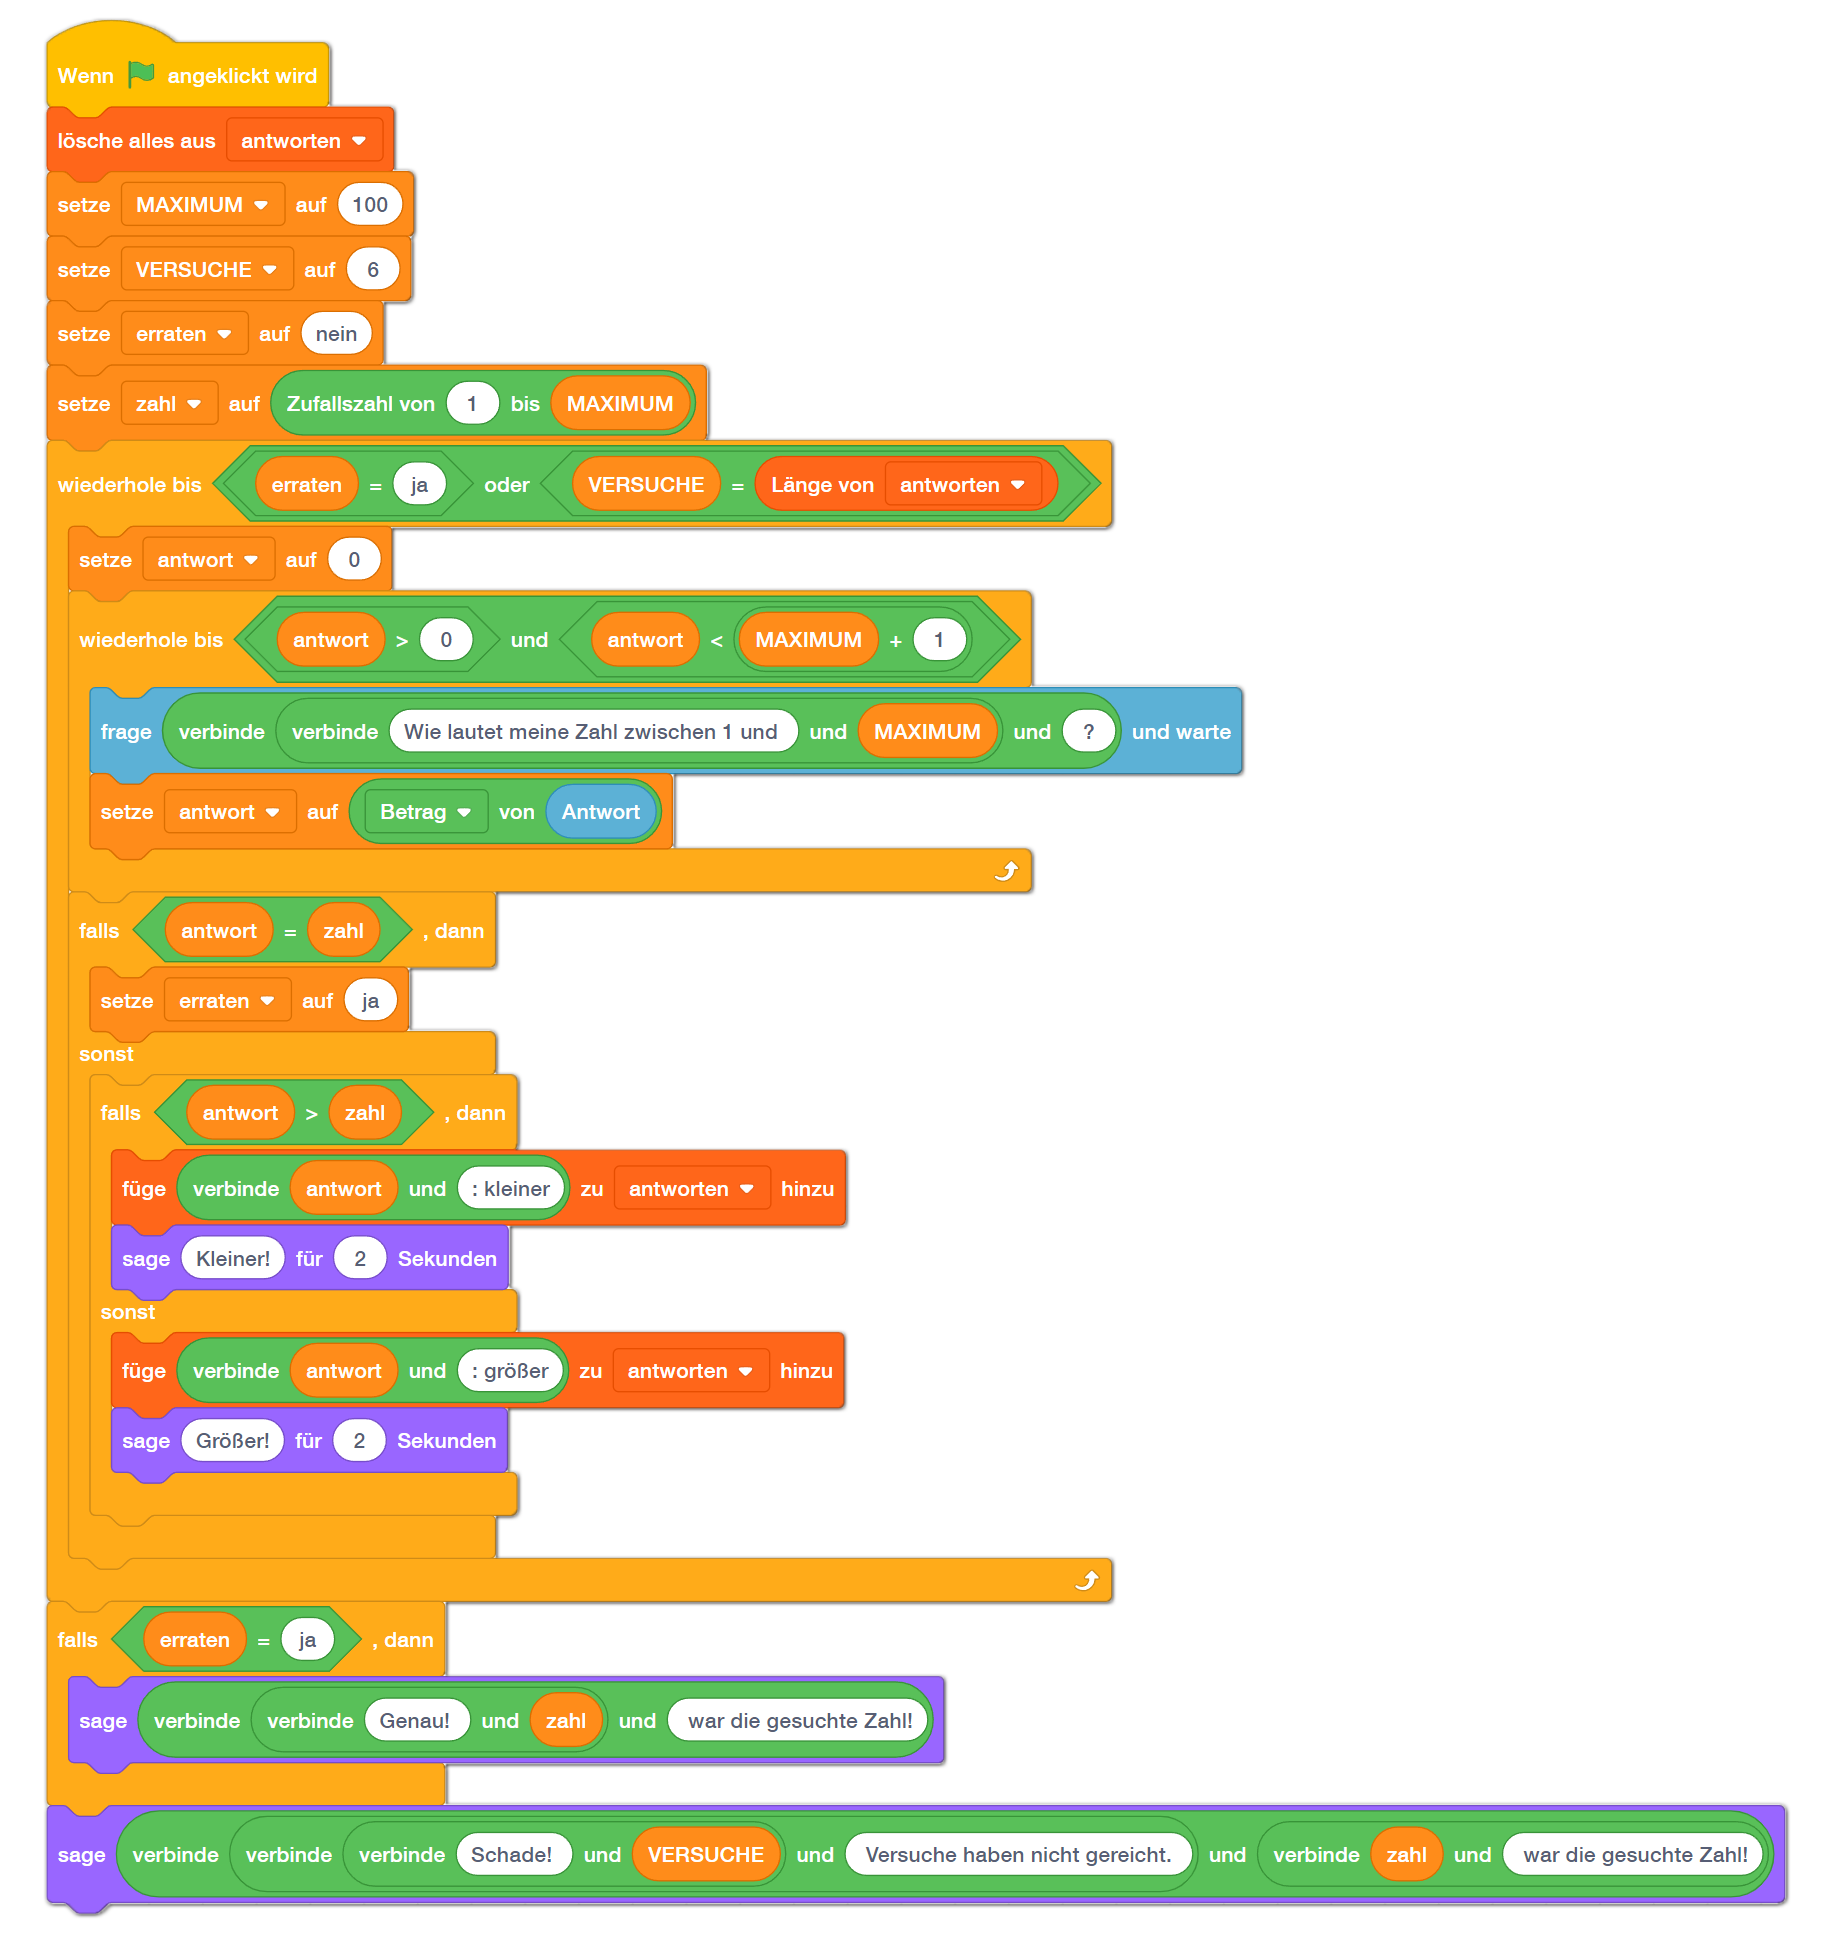 Wenn angeklickt wird
lösche alles aus antworten
setze MAXIMUM auf 100
setze VERSUCHE auf 6
setze erraten auf nein
setze zahl auf Zufallszahl von 1 bis MAXIMUM
wiederhole bis erraten = ja oder VERSUCHE = Länge von antworten
setze antwort auf 0
wiederhole bis antwort > 0 und antwort < MAXIMUM + 1
frage verbinde verbinde Wie lautet meine Zahl zwischen 1 und und MAXIMUM und ? und warte
setze antwort auf Betrag von Antwort
falls antwort = zahl , dann
setze erraten auf ja
sonst
falls antwort > zahl , dann
füge verbinde antwort und : kleiner zu antworten hinzu
sage Kleiner! für 2 Sekunden
sonst
füge verbinde antwort und : größer zu antworten hinzu
sage Größer! für 2 Sekunden
falls erraten = ja , dann
sage verbinde verbinde Genau! und zahl und war die gesuchte Zahl!
sage verbinde verbinde verbinde Schade! und VERSUCHE und Versuche haben nicht gereicht. und verbinde zahl und war die gesuchte Zahl!